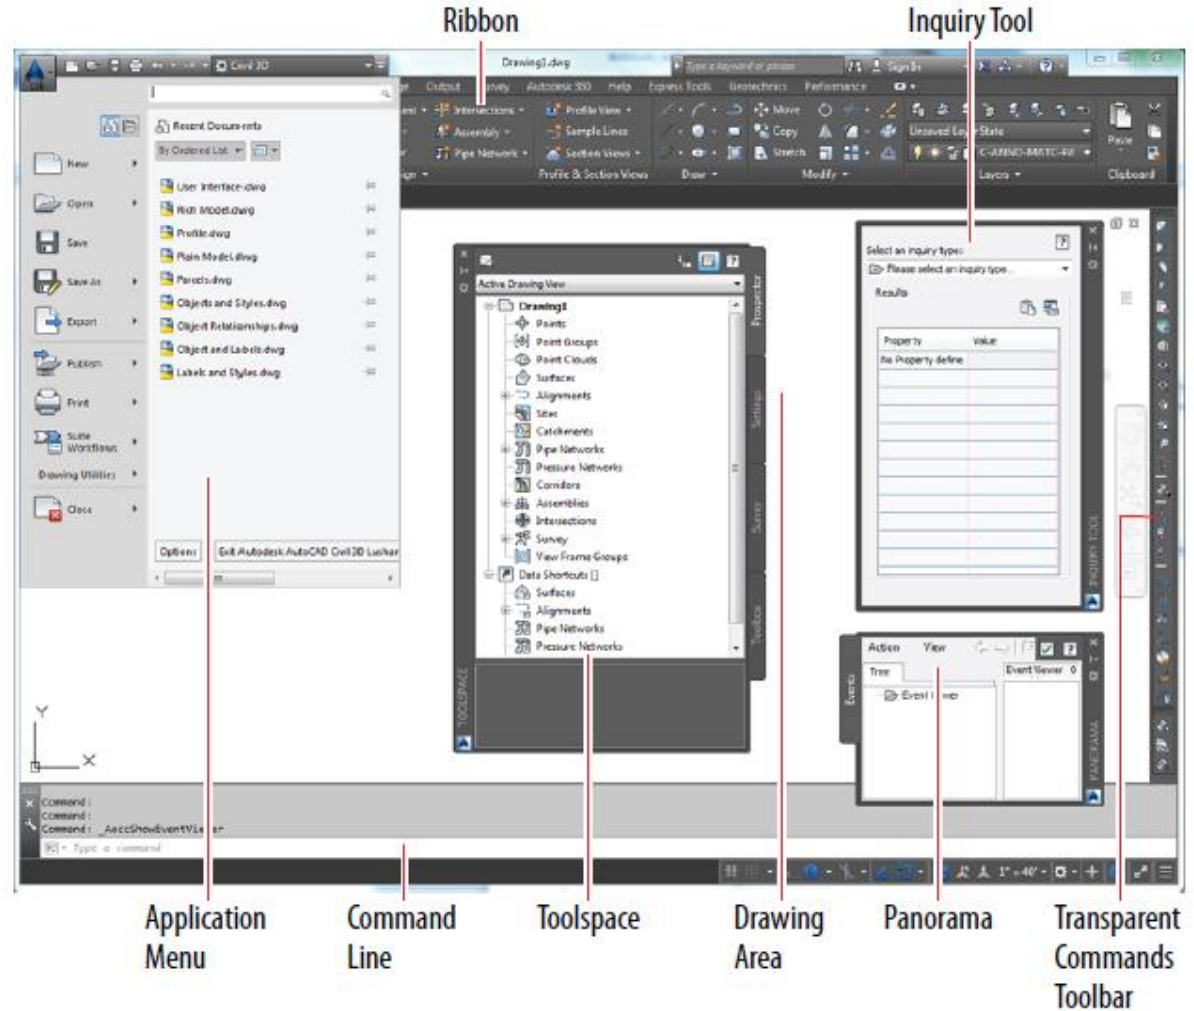 Ribbon
Inquiry Tool
Civil 3D
Drawing1.dwg
Type a keyword or phrase
Sign In
Output
Survey
Autodesk 360
Help
Express Tools
Geotechnics
Performance
Intersections
Assembly
Pipe Network
Profile View
Sample Lines
Section Views
Profile & Section Views
Draw
Move
Copy
Stretch
Modify
Unsaved Layer State
Layers
Paste
Clipboard
Recent Documents
By Ordered List
New
Open
Save
Save As
Export
Publish
Print
Suite
Workflows
Drawing Utilities
Close
User Interface.dwg
Rich Model.dwg
Profile.dwg
Plain Model.dwg
Parcels.dwg
Objects and Styles.dwg
Object Relationships.dwg
Object and Labels.dwg
Labels and Styles.dwg
Options
Exit Autodesk AutoCAD Civil 3D
Active Drawing View
Drawing1
Points
Point Groups
Point Clouds
Surfaces
Alignments
Sites
Catchments
Pipe Networks
Pressure Networks
Corridors
Assemblies
Intersections
Survey
View Frame Groups
Data Shortcuts []
Surfaces
Alignments
Pipe Networks
Pressure Networks
Prospector
Settings
Survey
Toolbox
TOOLSPACE
Select an inquiry type:
Please select an inquiry type...
Results
Property Value
No Property define
INQUIRY TOOL
Action View
Tree
Event Viewer
Events
PANORAMA
Y
X
Command:
Command:
Command: _AeccShowEventViewer
Type a command
1" = 40'
Application
Menu
Command
Line
Toolspace
Drawing
Area
Panorama
Transparent
Commands
Toolbar